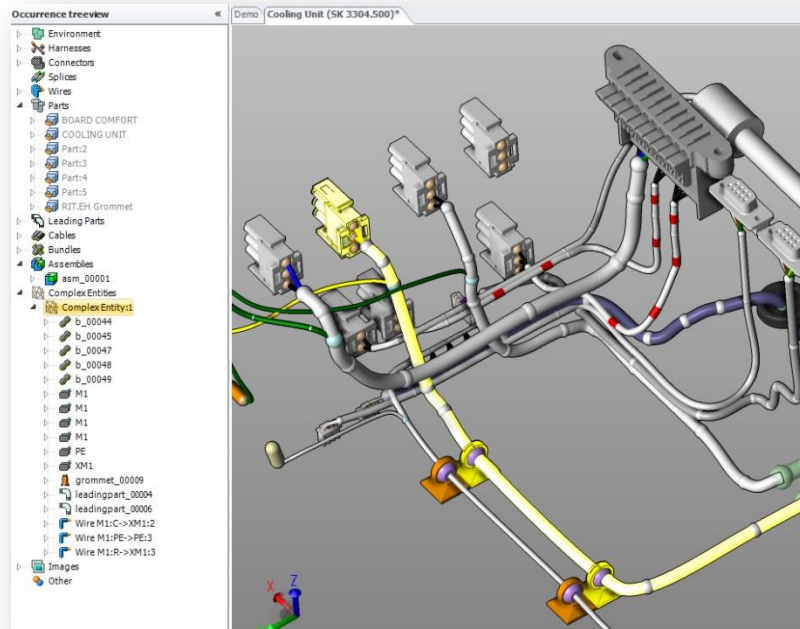 Occurrence treeview «
Demo Cooling Unit (SK 3304.500)*
Environment
Harnesses
Connectors
Splices
Wires
Parts
BOARD COMFORT
COOLING UNIT
Part:2
Part:3
Part:4
Part:5
RIT.EH Grommet
Leading Parts
Cables
Bundles
Assemblies
asm_00001
Complex Entities
ComplexEntity:1
b_00044
b_00045
b_00047
b_00048
b_00049
M1
M1
M1
M1
PE
XM1
grommet_00009
leadingpart_00004
leadingpart_00006
Wire M1:C->XM1:2
Wire M1:PE->PE:3
Wire M1:R->XM1:3
Images
Other
X Z